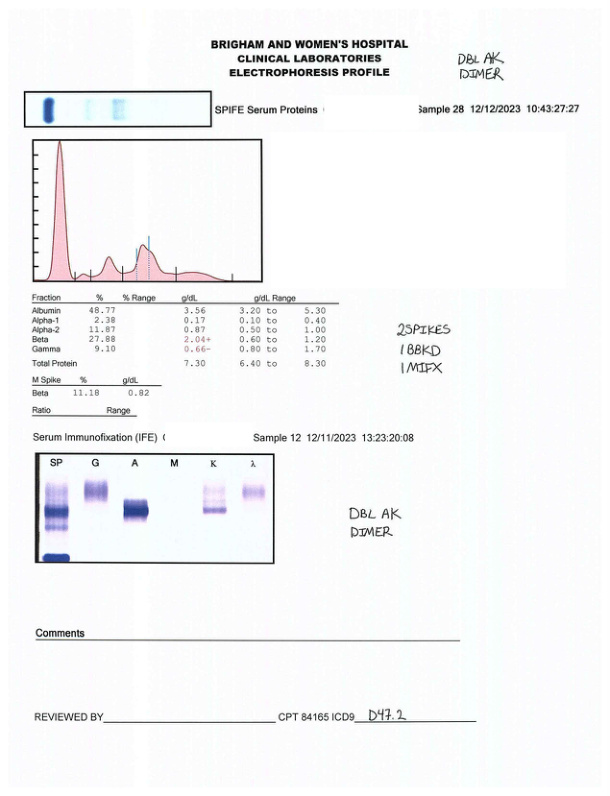 BRIGHAM AND WOMEN'S HOSPITAL
CLINICAL LABORATORIES
ELECTROPHORESIS PROFILE
DBL AK
DIMER
SPIFE Serum Proteins Sample 28 12/12/2023 10:43:27:27
Fraction % % Range g/dL g/dL Range
Albumin 48.77 3.56 3.20 to 5.30
Alpha-1 2.38 0.17 0.10 to 0.40
Alpha-2 11.87 0.87 0.50 to 1.00
Beta 27.88 2.04+ 0.60 to 1.20
Gamma 9.10 0.66- 0.80 to 1.70
Total Protein 7.30 6.40 to 8.30
2SPIKES
1BBKD
1MIFX
M Spike % g/dL
Beta 11.18 0.82
Ratio Range
Serum Immunofixation (IFE) ( Sample 12 12/11/2023 13:23:20:08
SP G A M K λ
DBL AK
DIMER
Comments
REVIEWED BY CPT 84165 ICD9 D47.2